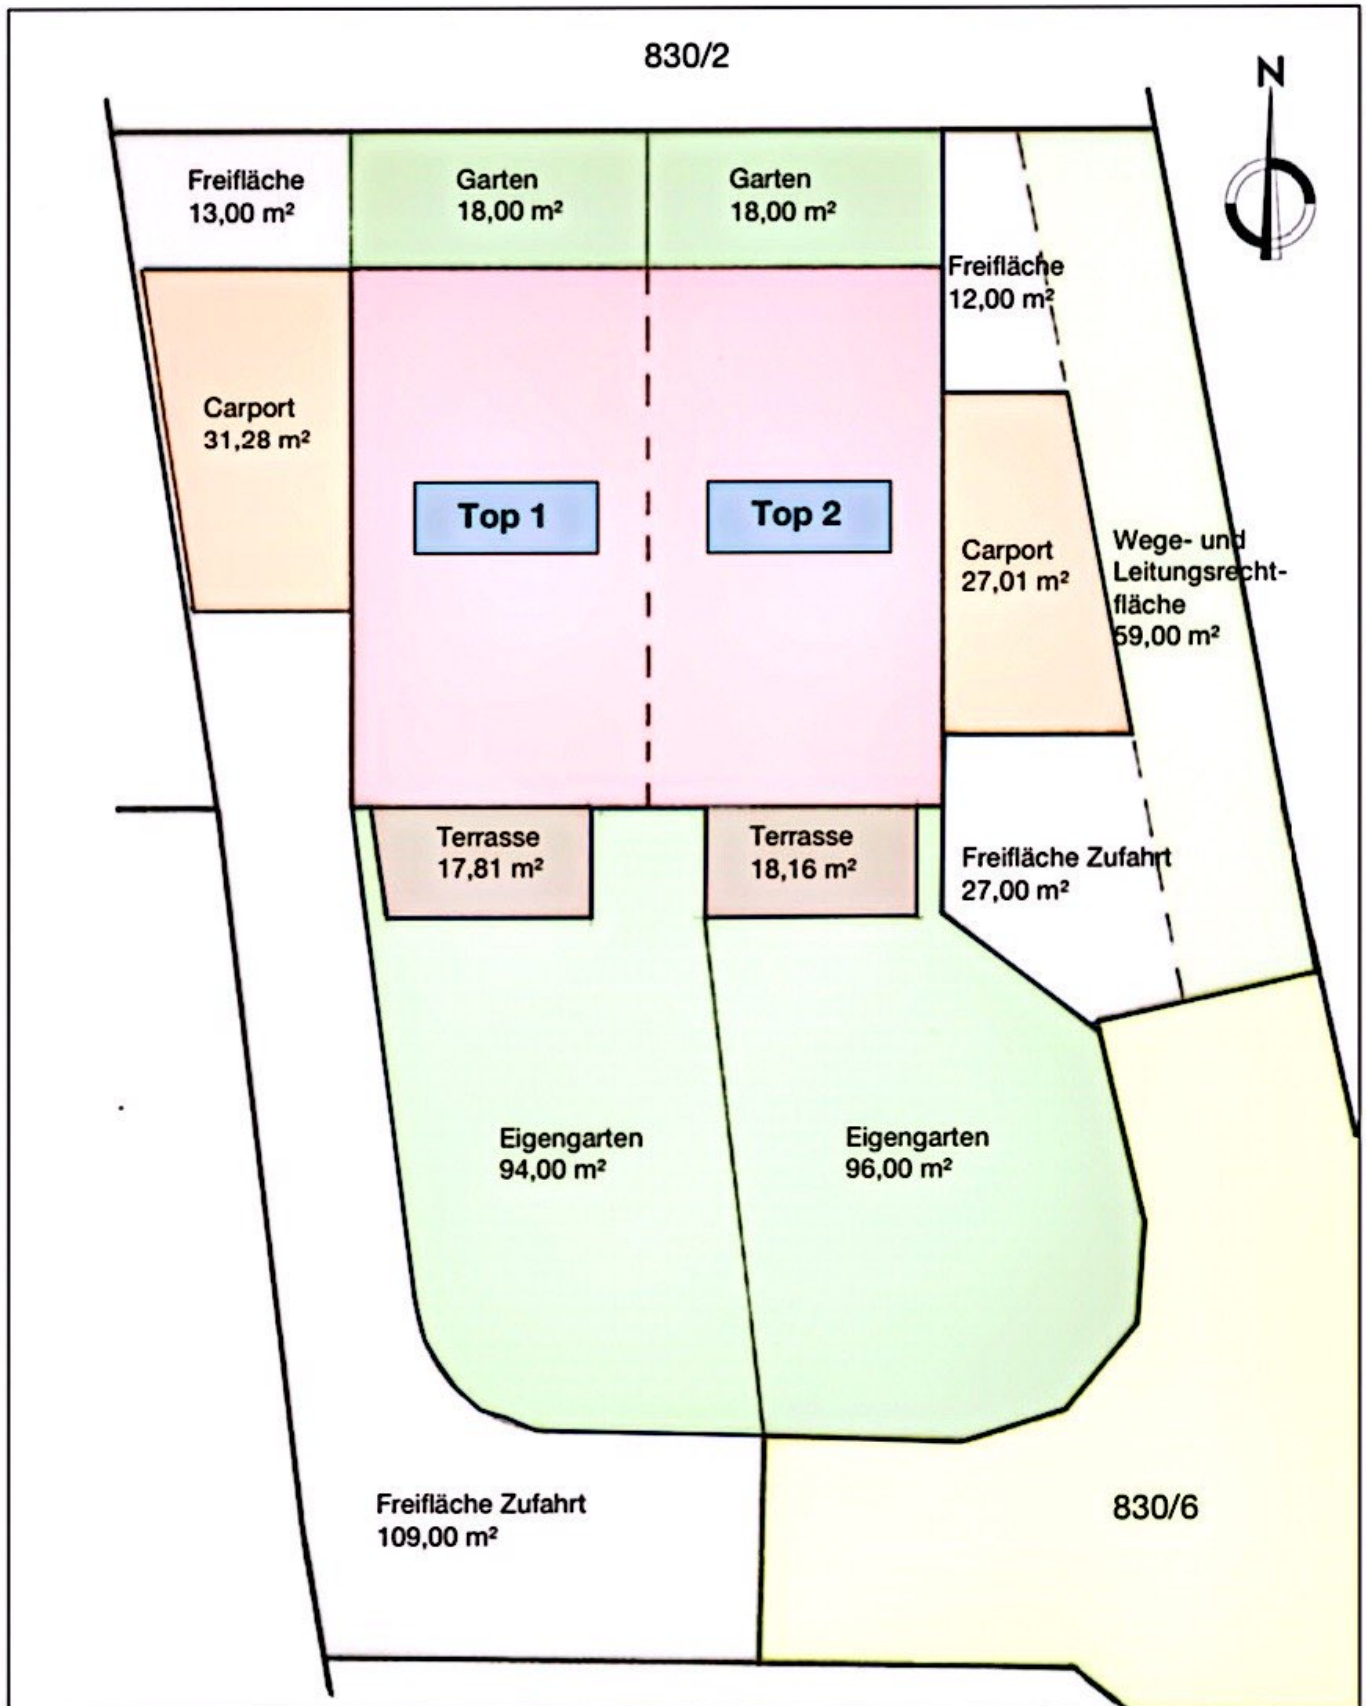 830/2
N
Freifläche
13,00 m²
Garten
18,00 m²
Garten
18,00 m²
Freifläche
12,00 m²
Carport
31,28 m²
Top 1
Top 2
Carport
27,01 m²
Wege- und
Leitungsrecht-
fläche
59,00 m²
Terrasse
17,81 m²
Terrasse
18,16 m²
Freifläche Zufahrt
27,00 m²
Eigengarten
94,00 m²
Eigengarten
96,00 m²
Freifläche Zufahrt
109,00 m²
830/6